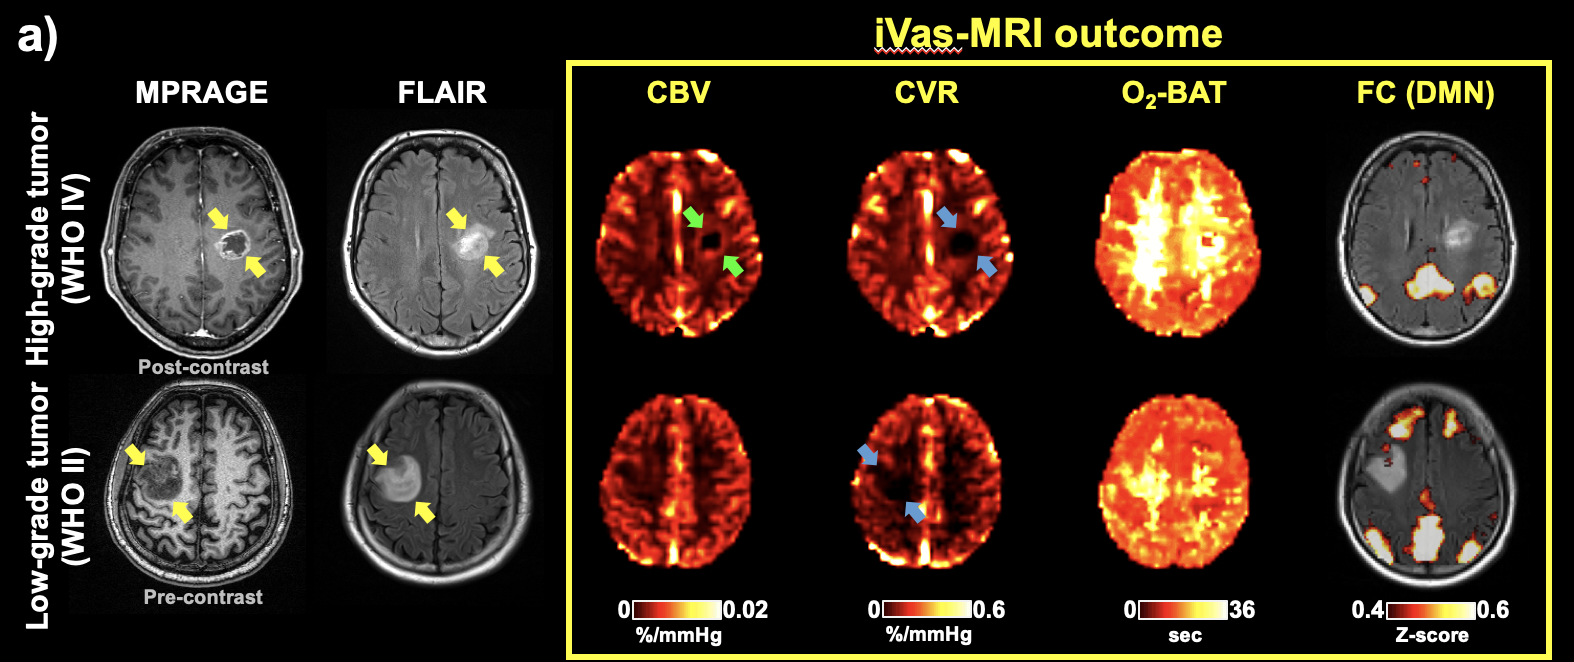 a)
iVas-MRI outcome
MPRAGE
FLAIR
CBV
CVR
O₂-BAT
FC (DMN)
High-grade tumor
(WHO IV)
Post-contrast
Low-grade tumor
(WHO II)
Pre-contrast
0 0.02
%/mmHg
0 0.6
%/mmHg
0 36
sec
0.4 0.6
Z-score